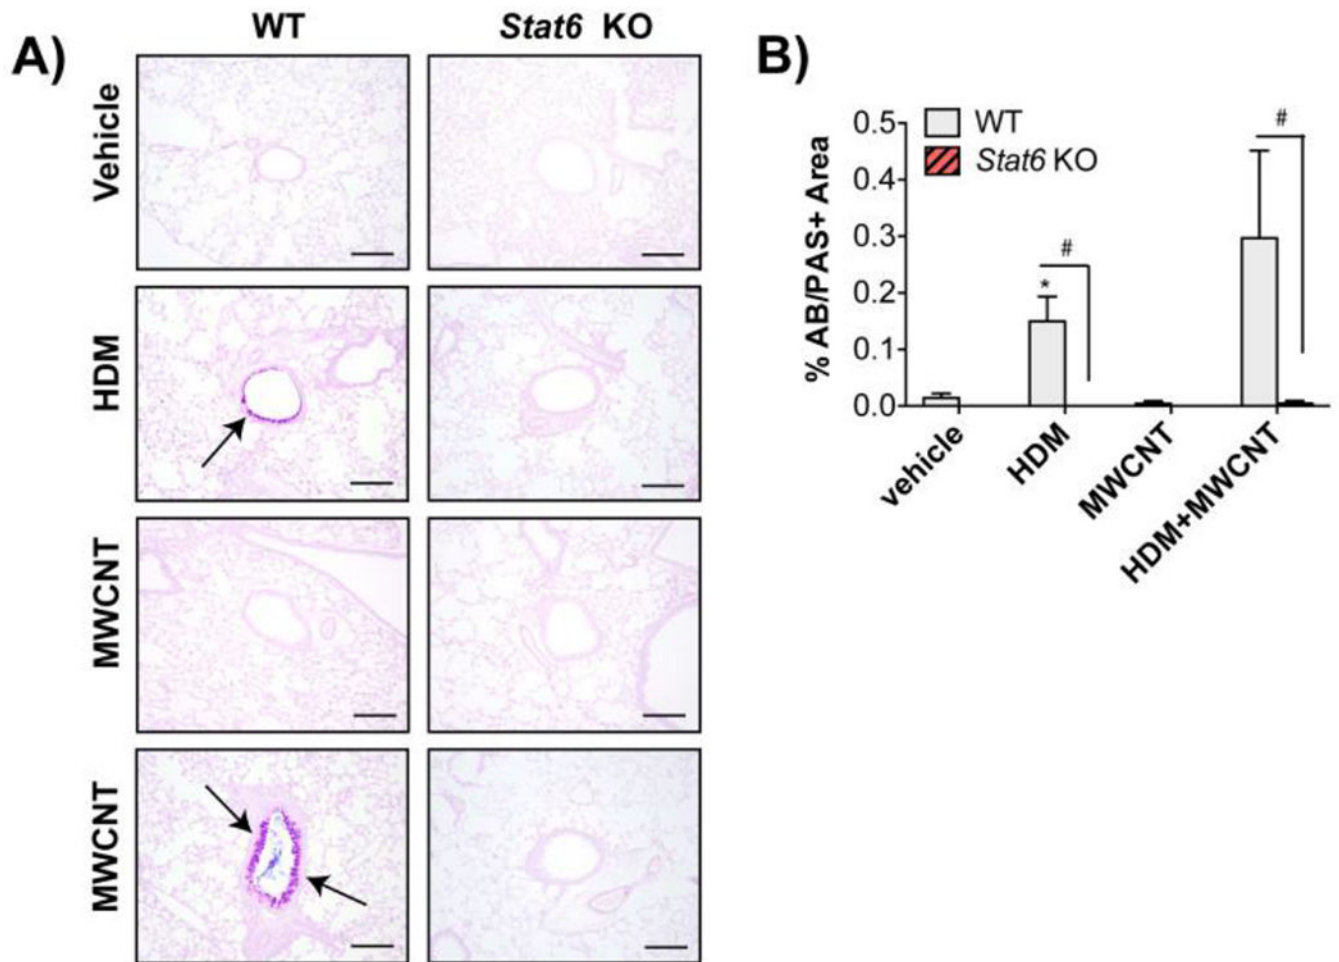 A)
WT
Stat6 KO
Vehicle
HDM
MWCNT
MWCNT
B)
WT
Stat6 KO
% AB/PAS+ Area
0.5
0.4
0.3
0.2
0.1
0.0
#
*
#
vehicle
HDM
MWCNT
HDM+MWCNT